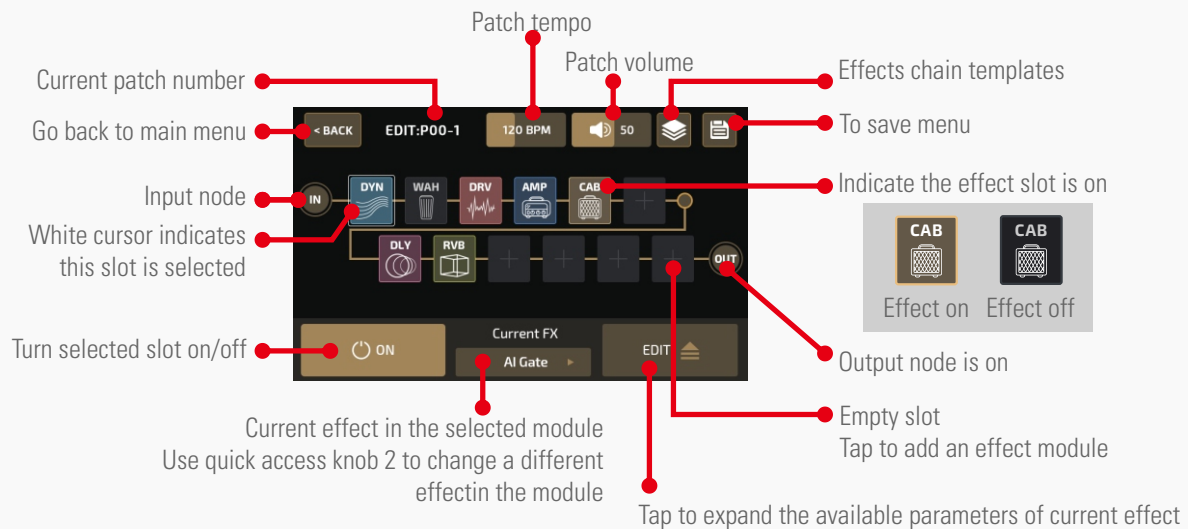 Patch tempo
Patch volume
Current patch number
Effects chain templates
Go back to main menu
< BACK
EDIT:P00-1
120 BPM
50
To save menu
Input node
IN
DYN
WAH
DRV
AMP
CAB
Indicate the effect slot is on
White cursor indicates
this slot is selected
DLY
RVB
OUT
CAB
CAB
Effect on
Effect off
Turn selected slot on/off
ON
Current FX
AI Gate
EDIT
Output node is on
Current effect in the selected module
Use quick access knob 2 to change a different
effectin the module
Empty slot
Tap to add an effect module
Tap to expand the available parameters of current effect